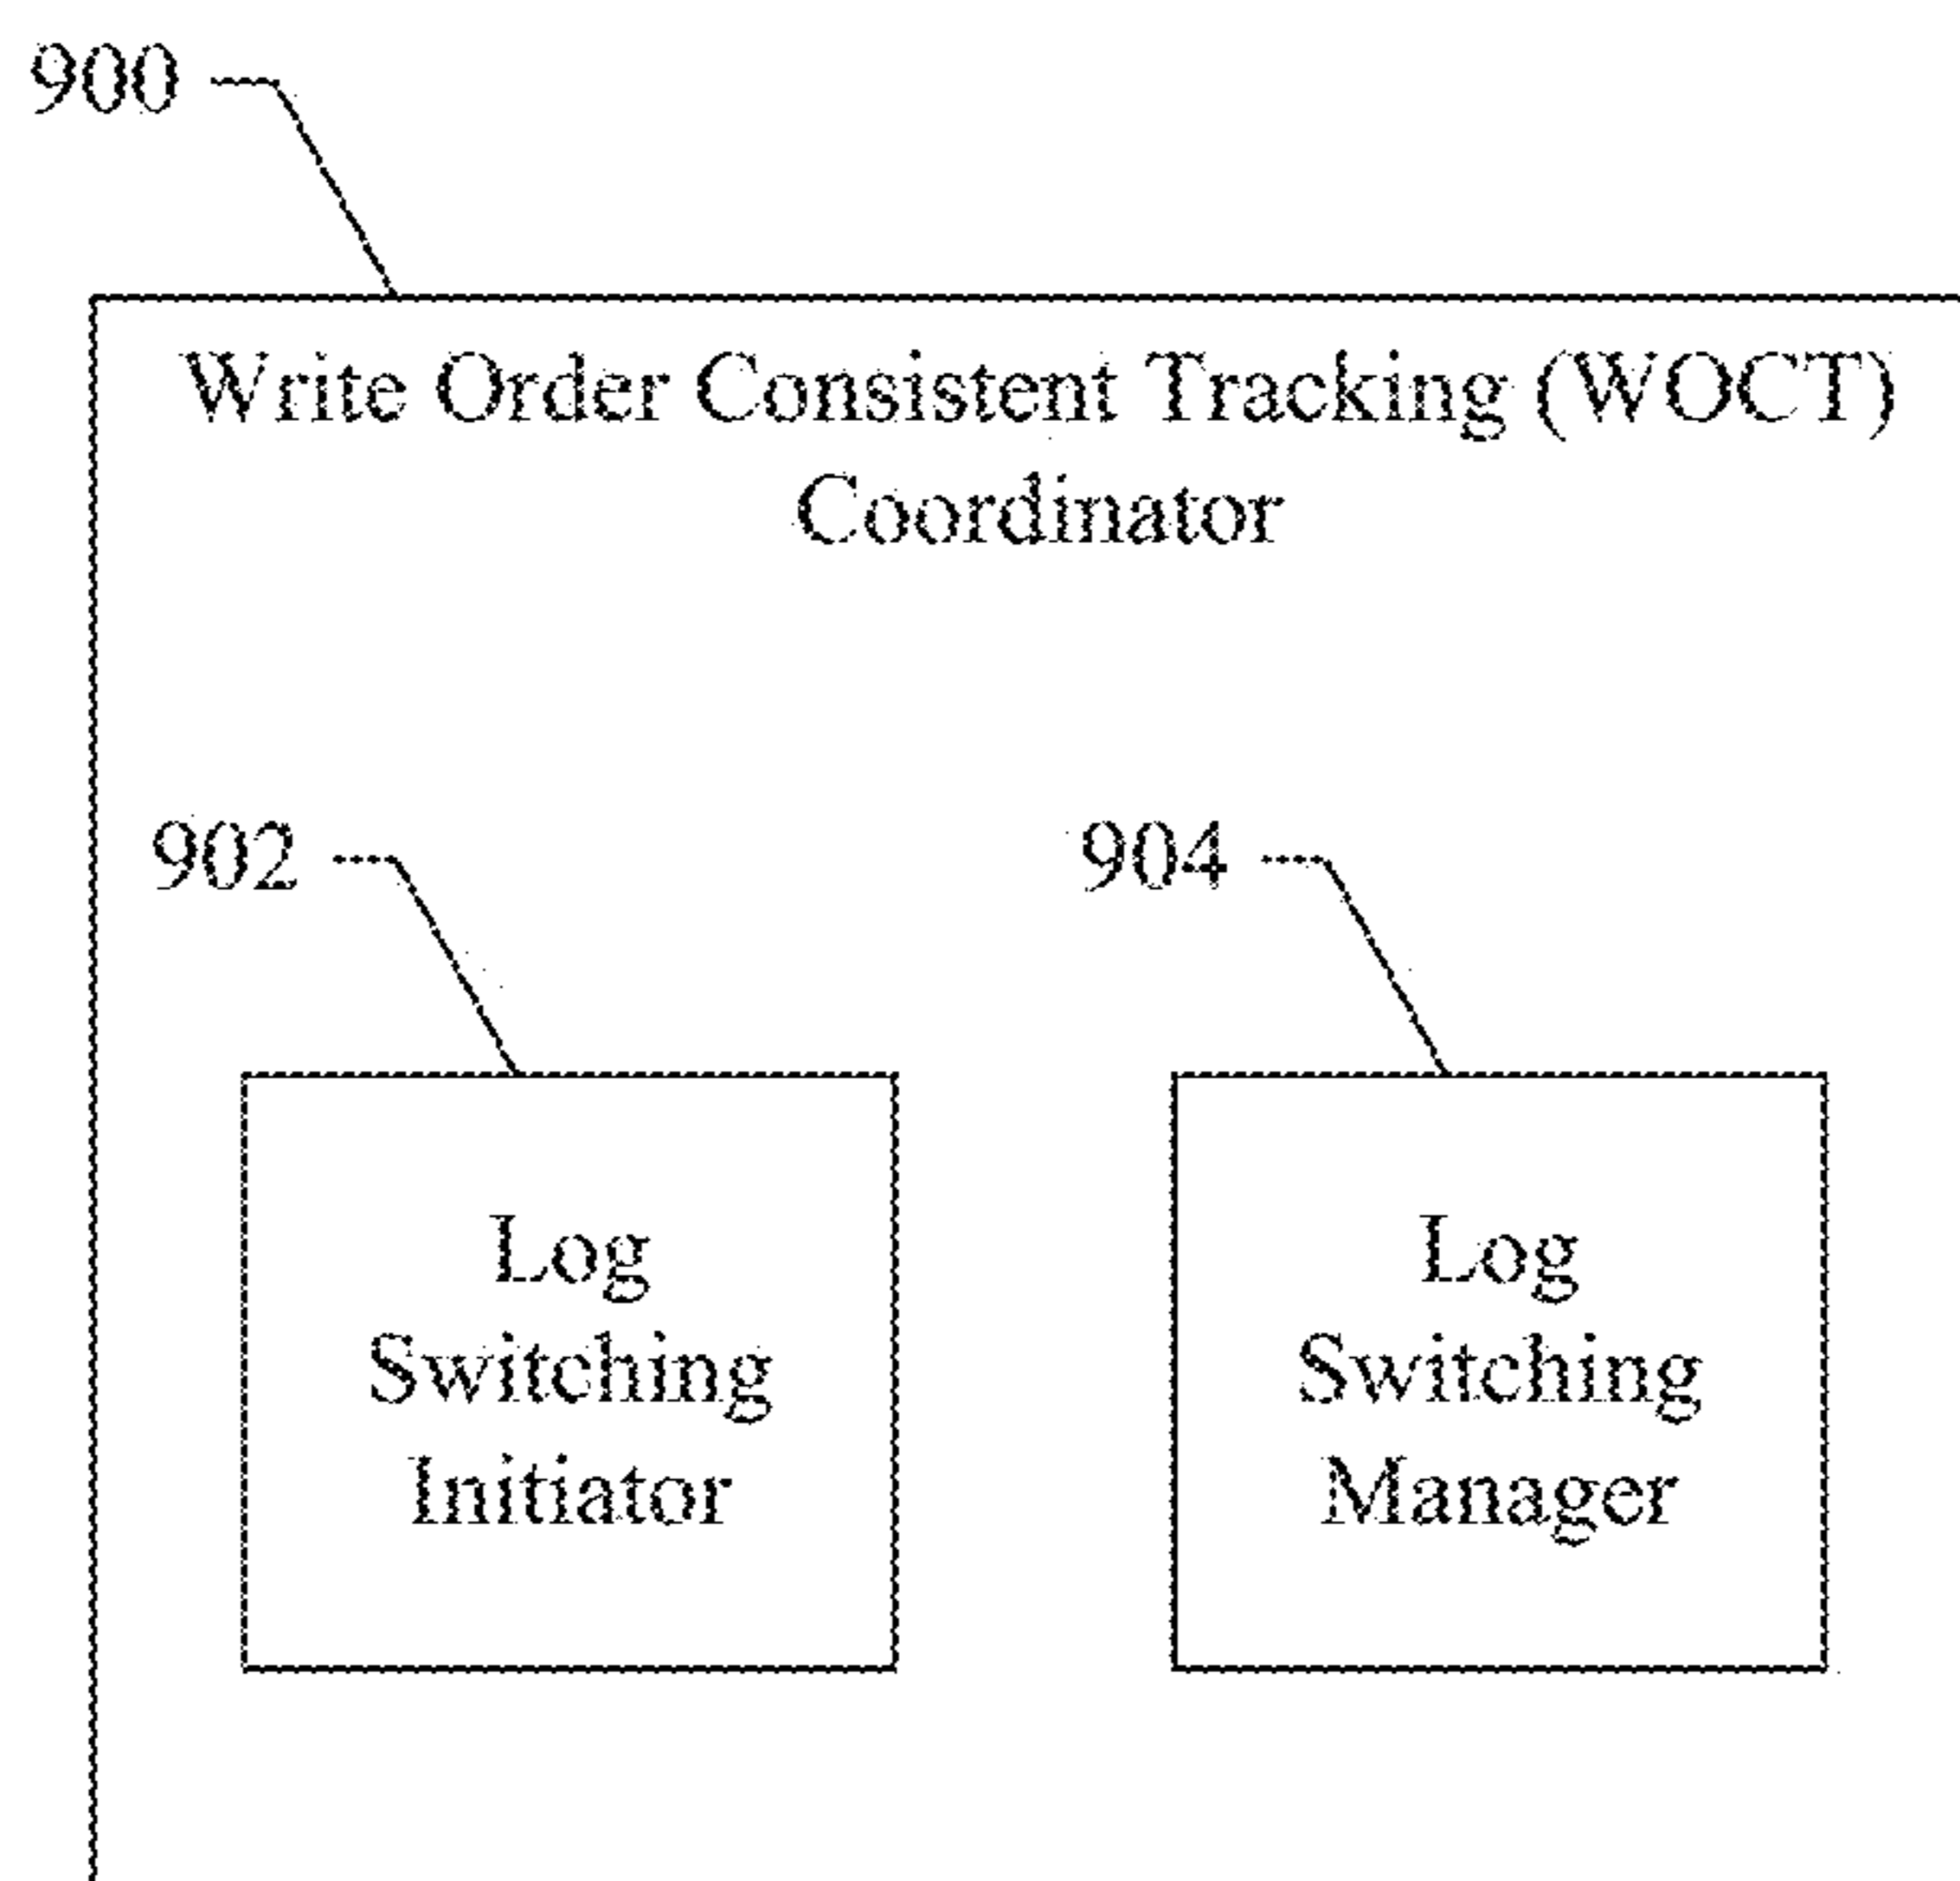 900
Write Order Consistent Tracking (WOCT)
Coordinator
902
904
Log
Switching
Initiator
Log
Switching
Manager